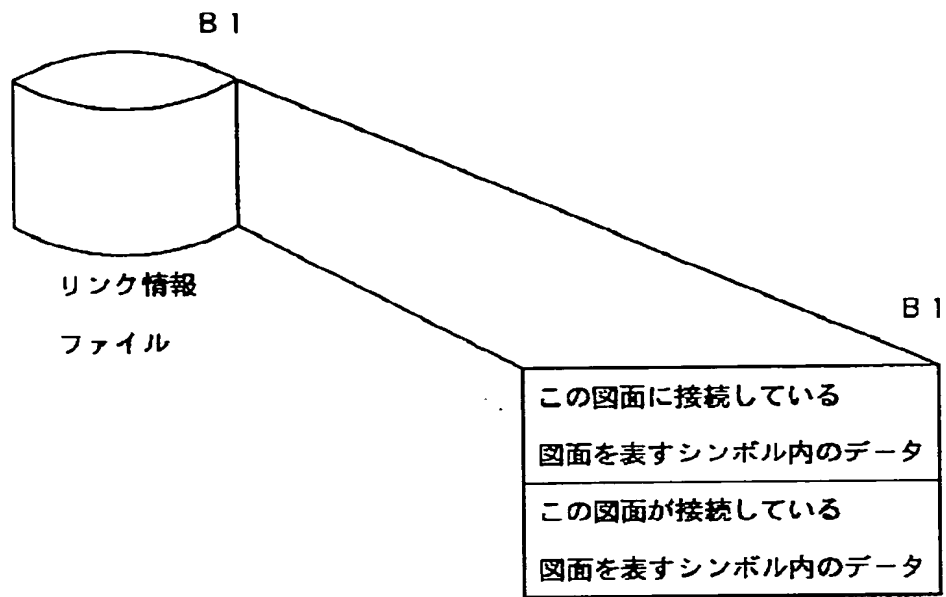 B1
リンク情報
ファイル
B1
この図面に接続している
図面を表すシンボル内のデータ
この図面が接続している
図面を表すシンボル内のデータ